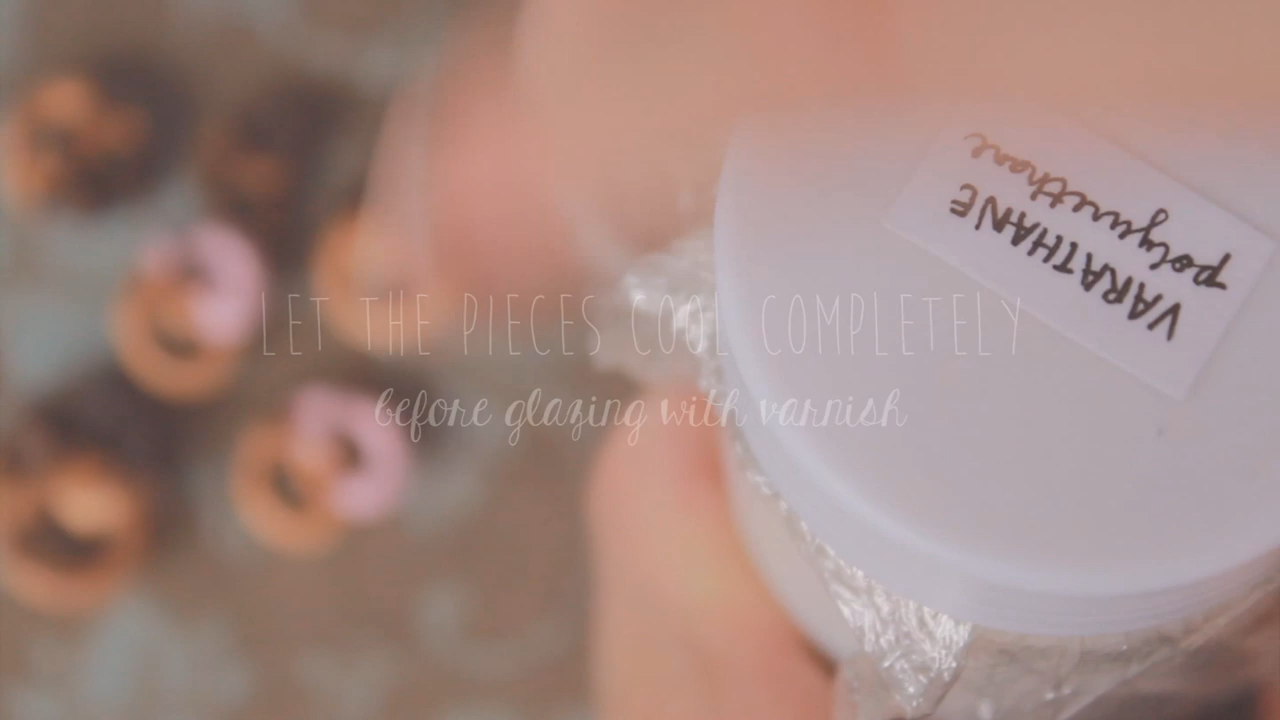 LET THE PIECES COOL COMPLETELY
before glazing with varnish
VARATHANE
polyurethane